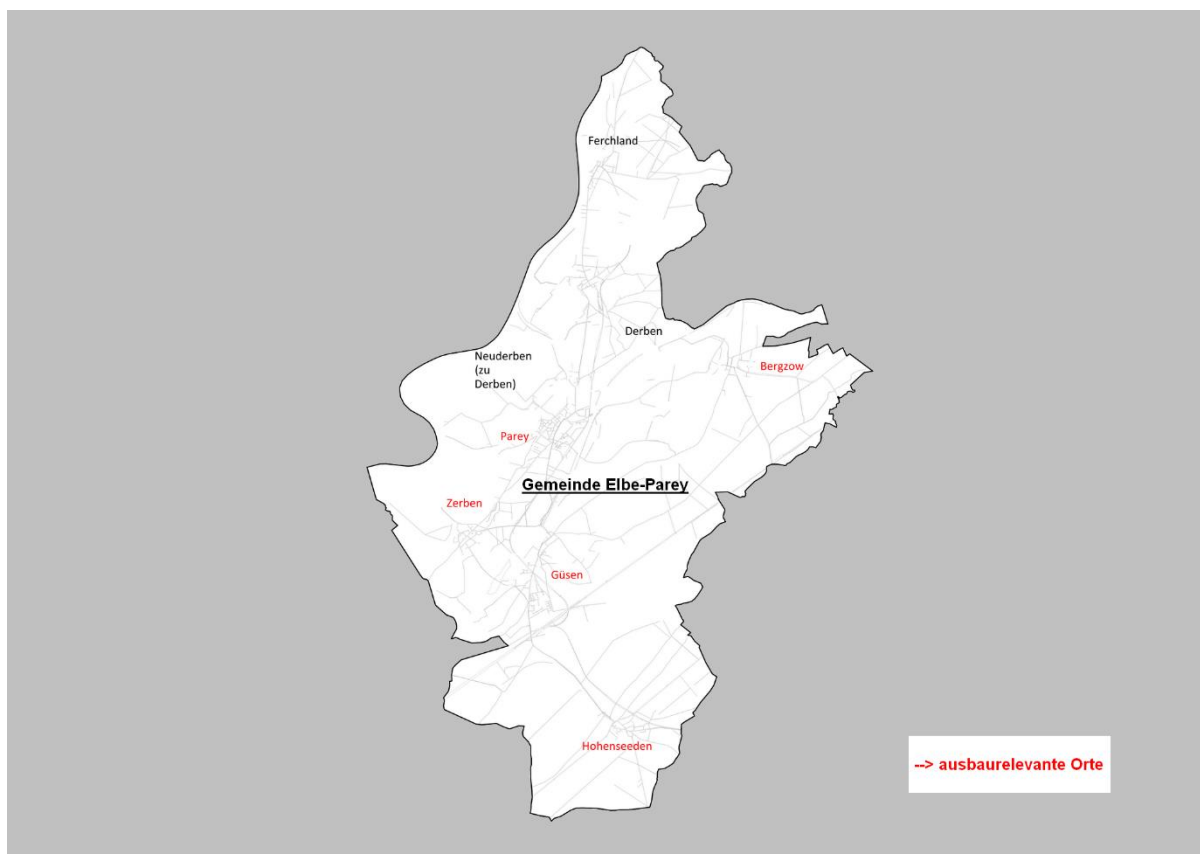 Ferchland
Derben
Neuderben
(zu
Derben)
Bergzow
Parey
Gemeinde Elbe-Parey
Zerben
Güsen
Hohenseeden
--> ausbaurelevante Orte